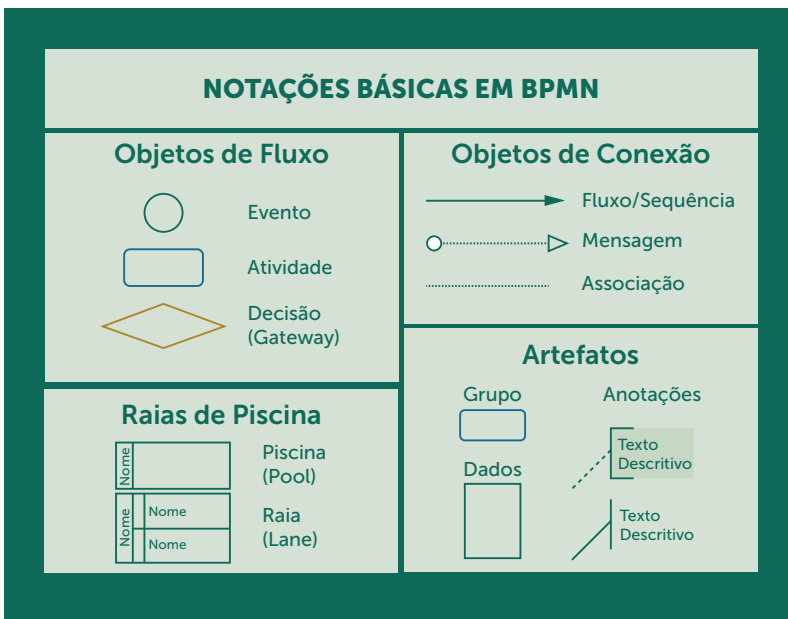 NOTAÇÕES BÁSICAS EM BPMN
Objetos de Fluxo
Evento
Atividade
Decisão
(Gateway)
Objetos de Conexão
Fluxo/Sequência
Mensagem
Associação
Raias de Piscina
Nome
Piscina
(Pool)
Nome
Nome
Nome
Raia
(Lane)
Artefatos
Grupo
Anotações
Texto
Descritivo
Dados
Texto
Descritivo